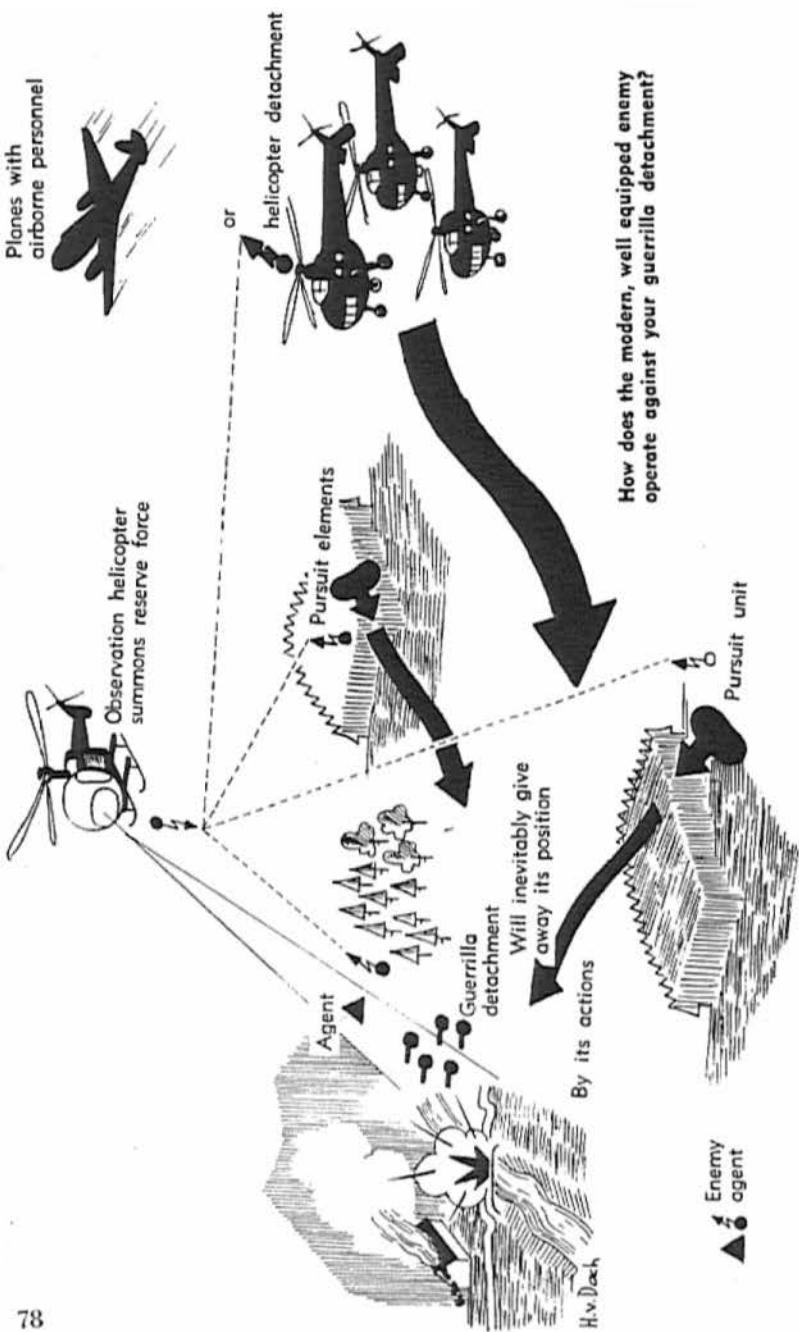 78
Planes with
airborne personnel
or
helicopter detachment
Observation helicopter
summons reserve force
Pursuit elements
Agent
Guerrilla
detachment
Will inevitably give
away its position
By its actions
Pursuit unit
How does the modern, well equipped enemy
operate against your guerrilla detachment?
Enemy
agent
H.v.Dach